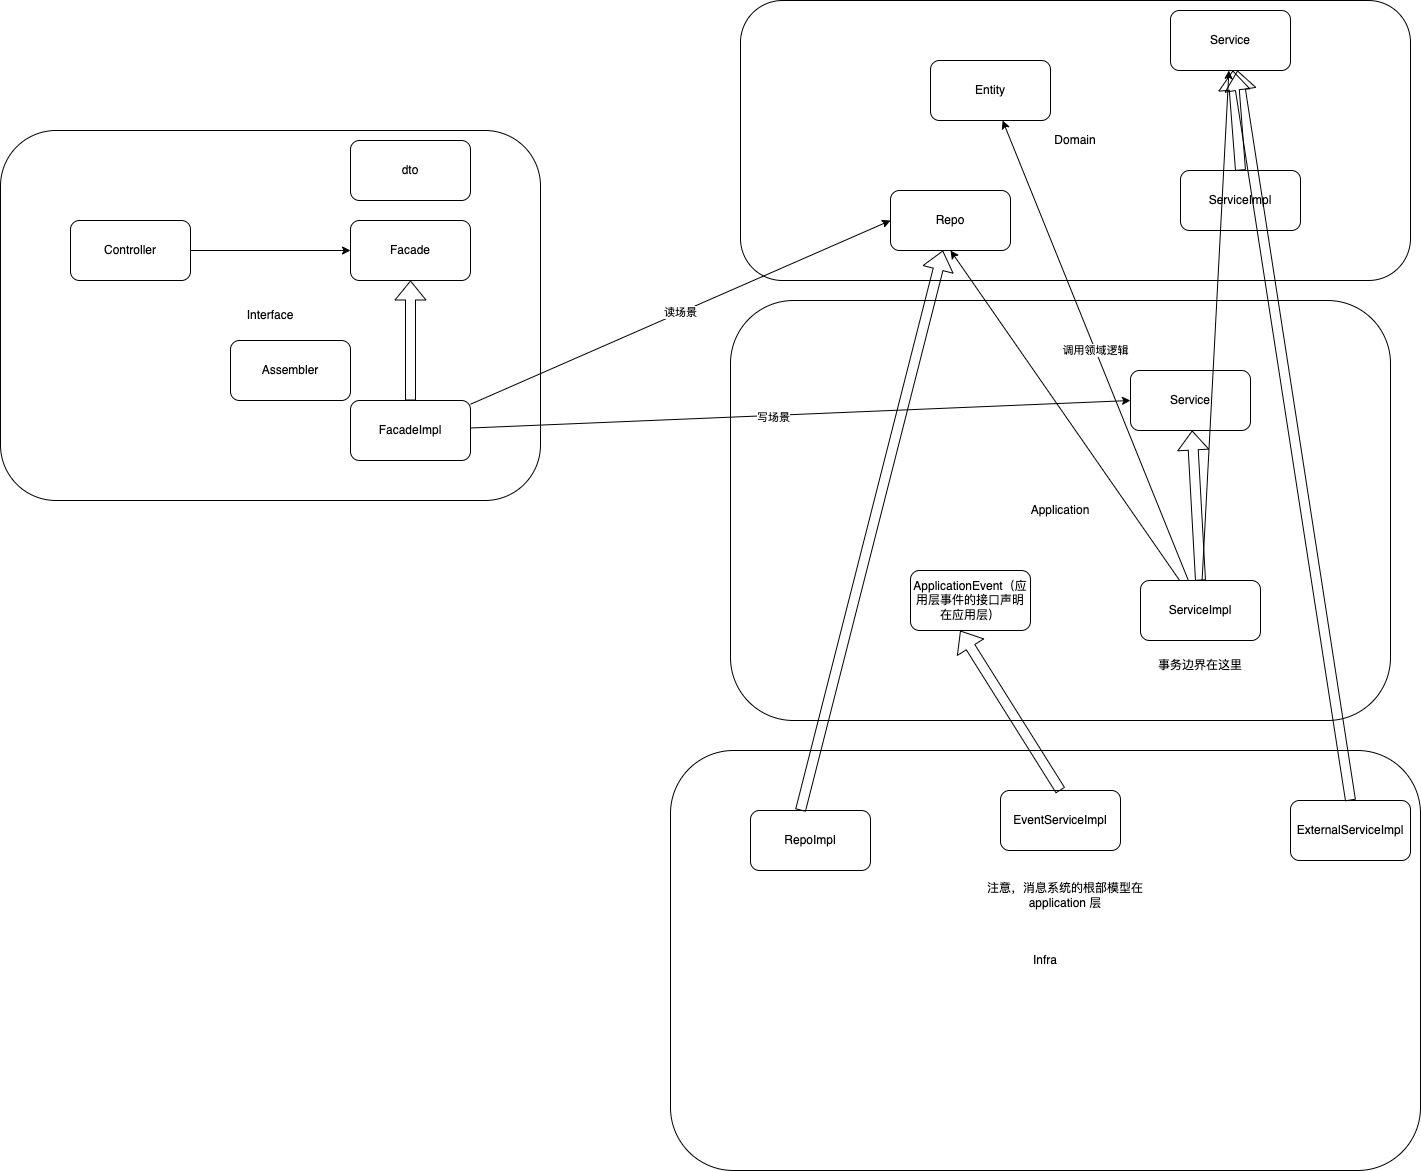 Service
Entity
Domain
dto
ServiceImpl
Repo
Controller
Facade
Interface
读场景
调用领域逻辑
Assembler
Service
写场景
FacadeImpl
Application
ApplicationEvent（应
用层事件的接口声明
在应用层）
ServiceImpl
事务边界在这里
EventServiceImpl
ExternalServiceImpl
RepoImpl
注意，消息系统的根部模型在
application 层
Infra